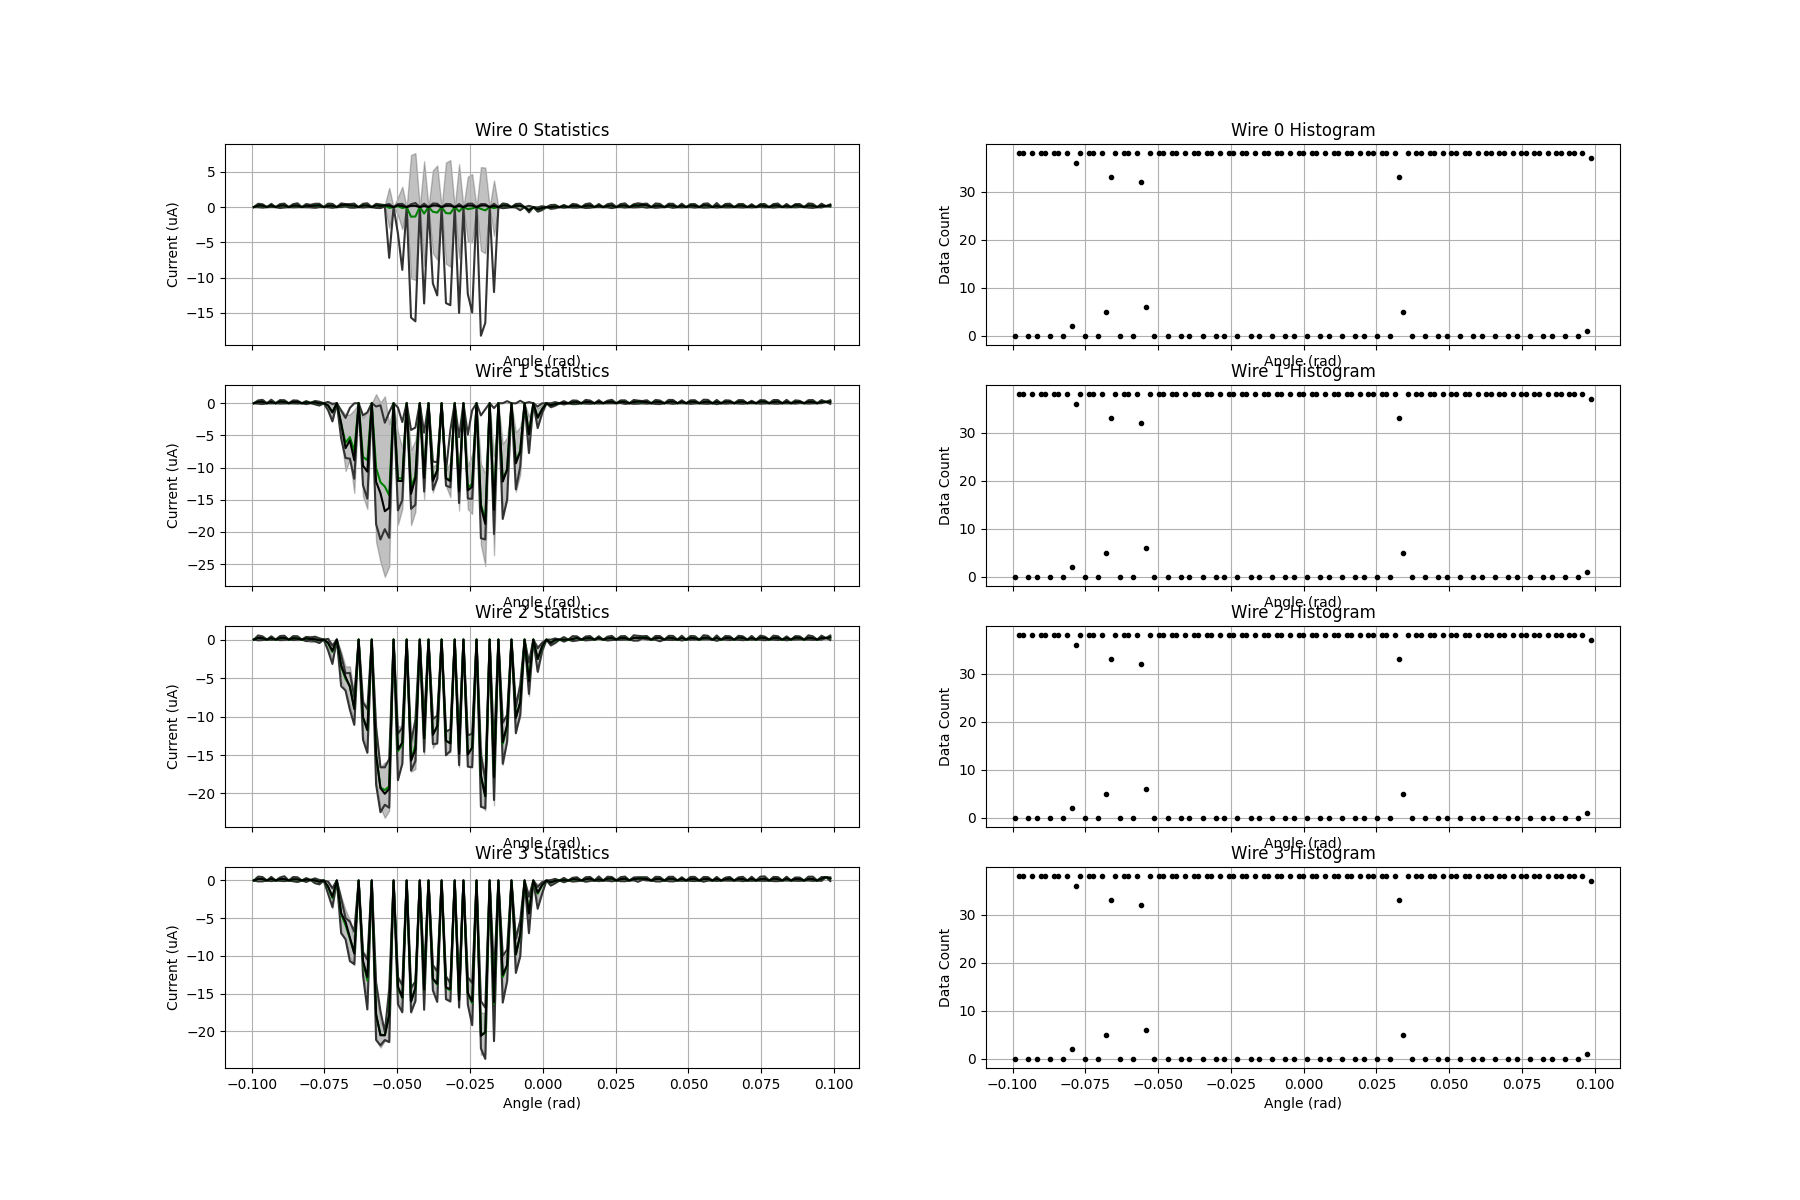 Wire 0 Statistics
Current (uA)
5
0
−5
−10
−15
Angle (rad)
Wire 0 Histogram
Data Count
30
20
10
0
Angle (rad)
Wire 1 Statistics
Current (uA)
0
−5
−10
−15
−20
−25
Angle (rad)
Wire 1 Histogram
Data Count
30
20
10
0
Angle (rad)
Wire 2 Statistics
Current (uA)
0
−5
−10
−15
−20
Angle (rad)
Wire 2 Histogram
Data Count
30
20
10
0
Angle (rad)
Wire 3 Statistics
Current (uA)
0
−5
−10
−15
−20
−0.100 −0.075 −0.050 −0.025 0.000 0.025 0.050 0.075 0.100
Angle (rad)
Wire 3 Histogram
Data Count
30
20
10
0
−0.100 −0.075 −0.050 −0.025 0.000 0.025 0.050 0.075 0.100
Angle (rad)